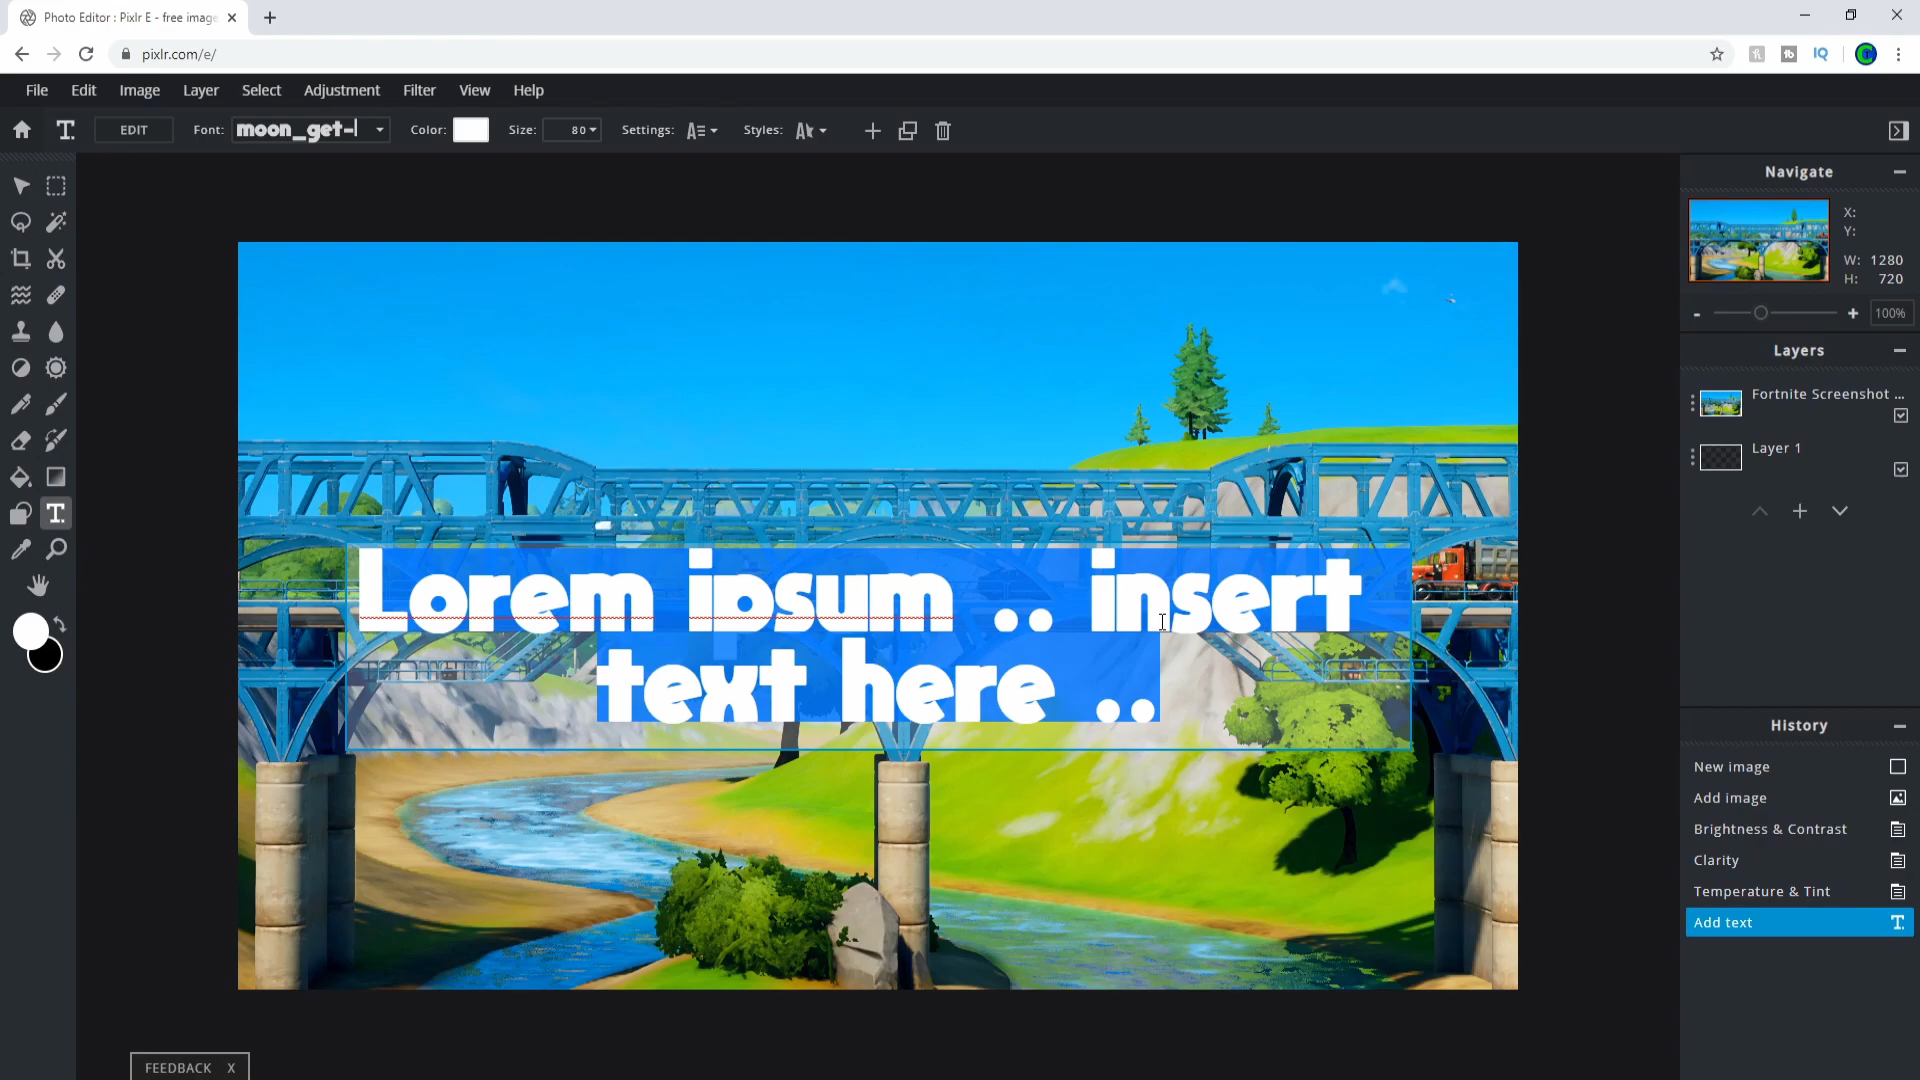 Photo Editor : Pixlr E - free image
pixlr.com/e/
File Edit Image Layer Select Adjustment Filter View Help
EDIT Font: moon_get- Color: Size: 80 Settings: Styles:
Navigate
X:
Y:
W: 1280
H: 720
- + 100%
Layers
Fortnite Screenshot ...
Layer 1
Lorem ipsum .. insert
text here ..
History
New image
Add image
Brightness & Contrast
Clarity
Temperature & Tint
Add text
FEEDBACK X